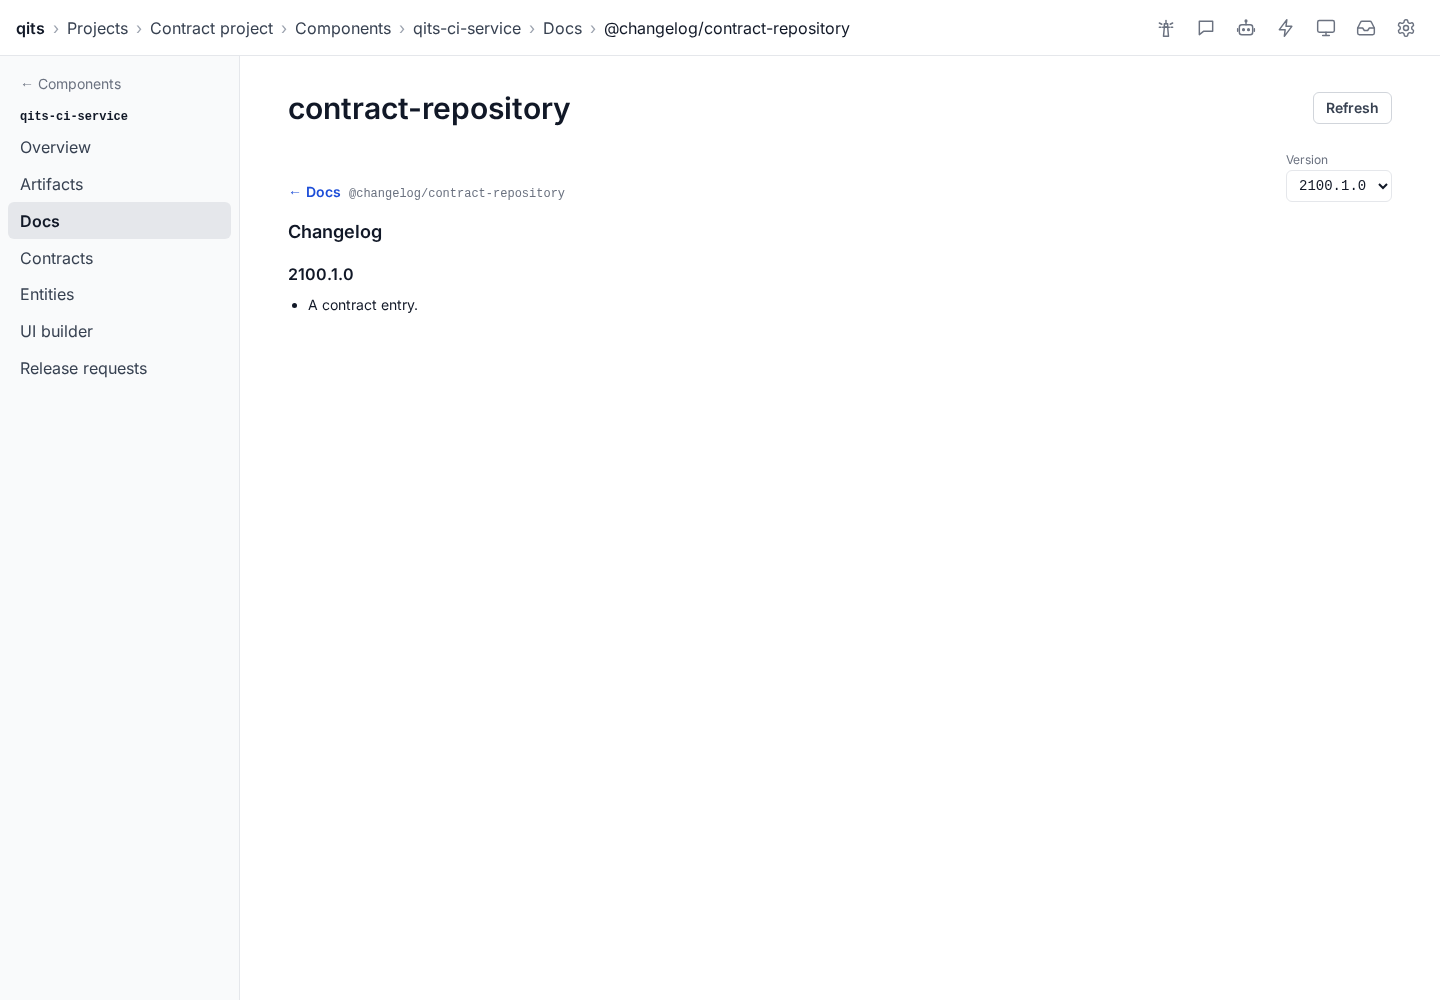 qits › Projects › Contract project › Components › qits-ci-service › Docs › @changelog/contract-repository
← Components
qits-ci-service
Overview
Artifacts
Docs
Contracts
Entities
UI builder
Release requests
contract-repository
Refresh
Version
2100.1.0
← Docs @changelog/contract-repository
Changelog
2100.1.0
• A contract entry.